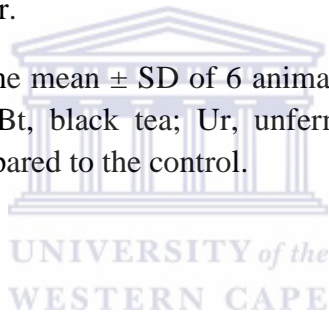 r.
ne mean ± SD of 6 anima
Bt, black tea; Ur, unferm
pared to the control.
UNIVERSITY of the
WESTERN CAPE